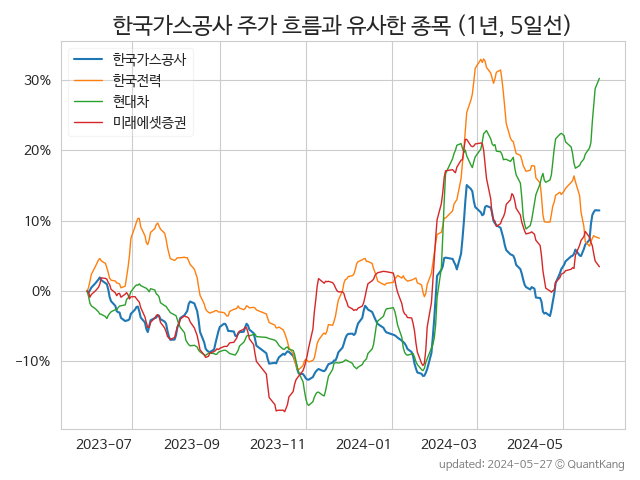 한국가스공사 주가 흐름과 유사한 종목 (1년, 5일선)
한국가스공사
한국전력
현대차
미래에셋증권
30%
20%
10%
0%
−10%
2023-07 2023-09 2023-11 2024-01 2024-03 2024-05
updated: 2024-05-27 © QuantKang